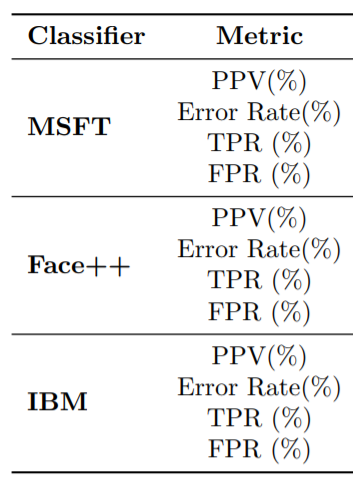 Classifier Metric
PPV(%)
Error Rate(%)
MSFT
TPR (%)
FPR (%)
PPV(%)
Error Rate(%)
Face++
TPR (%)
FPR (%)
PPV(%)
Error Rate(%)
IBM
TPR (%)
FPR (%)